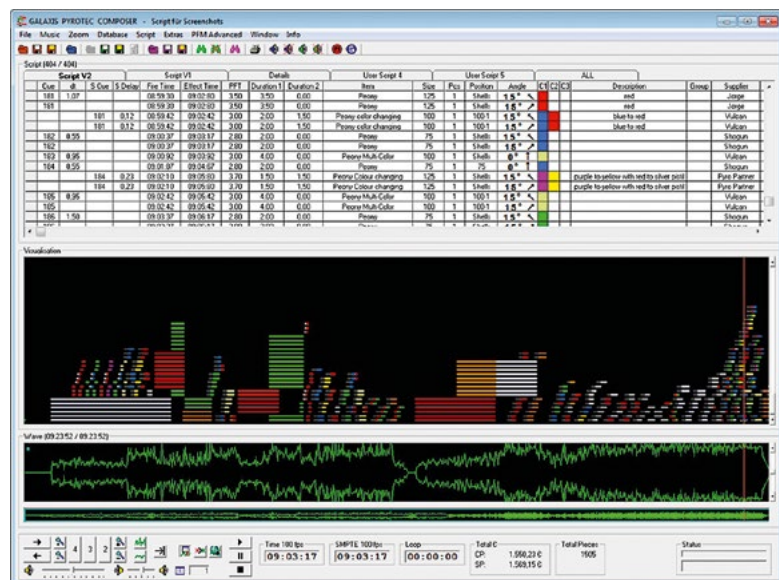 GALAXIS PYROTEC COMPOSER - Script für Screenshots
File Music Zoom Database Script Extras PFM Advanced Window Info
Script (404 / 404)
Script V2 Script V1 Details User Script 4 User Script 5 ALL
Cue dt S Cue S Delay Fire Time Effect Time PFT Duration 1 Duration 2 Item Size Pcs Position Angle C1 C2 C3 Description Group Supplier
181 1,07 08:59:30 09:02:80 3,50 3,50 0,00 Peony 125 1 Shells 15° red Jorge
181 08:59:30 09:02:80 3,50 3,50 0,00 Peony 125 1 Shells 15° red Jorge
181 0,12 08:59:42 09:02:42 3,00 2,00 1,50 Peony color changing 100 1 100-1 15° blue to red Vulcan
181 0,12 08:59:42 09:02:42 3,00 2,00 1,50 Peony color changing 100 1 100-1 15° blue to red Vulcan
182 0,55 09:00:37 09:03:37 2,80 2,00 0,00 Peony 75 1 Shells 15° Shogun
182 09:00:37 09:03:37 2,80 2,00 0,00 Peony 75 1 Shells 15° Shogun
183 0,95 09:00:92 09:03:92 3,00 4,00 0,00 Peony Multi-Color 100 1 100-1 0° Vulcan
184 0,55 09:01:87 09:04:67 2,80 2,00 0,00 Peony 75 1 75 0° Shogun
184 0,23 09:02:10 09:05:80 3,70 1,50 1,50 Peony Colour changing 125 1 Shells 15° purple to yellow with red to silver pistil Pyro Partner
184 0,23 09:02:10 09:05:80 3,70 1,50 1,50 Peony Colour changing 125 1 Shells 15° purple to yellow with red to silver pistil Pyro Partner
185 0,95 09:02:42 09:05:42 3,00 4,00 0,00 Peony Multi-Color 100 1 100-1 15° Vulcan
185 09:02:42 09:05:42 3,00 4,00 0,00 Peony Multi-Color 100 1 100-1 15° Vulcan
186 1,50 09:03:37 09:06:17 2,80 2,00 0,00 Peony 75 1 Shells 15° Shogun
Visualisation
Wave (09:23:52 / 09:23:52)
4 3 2
1
Time 100 fps SMPTE 100 fps Loop Total € Total Pieces Status
09:03:17 09:03:17 00:00:00
CP: 1.558,23 € 1505
SP: 1.569,15 €